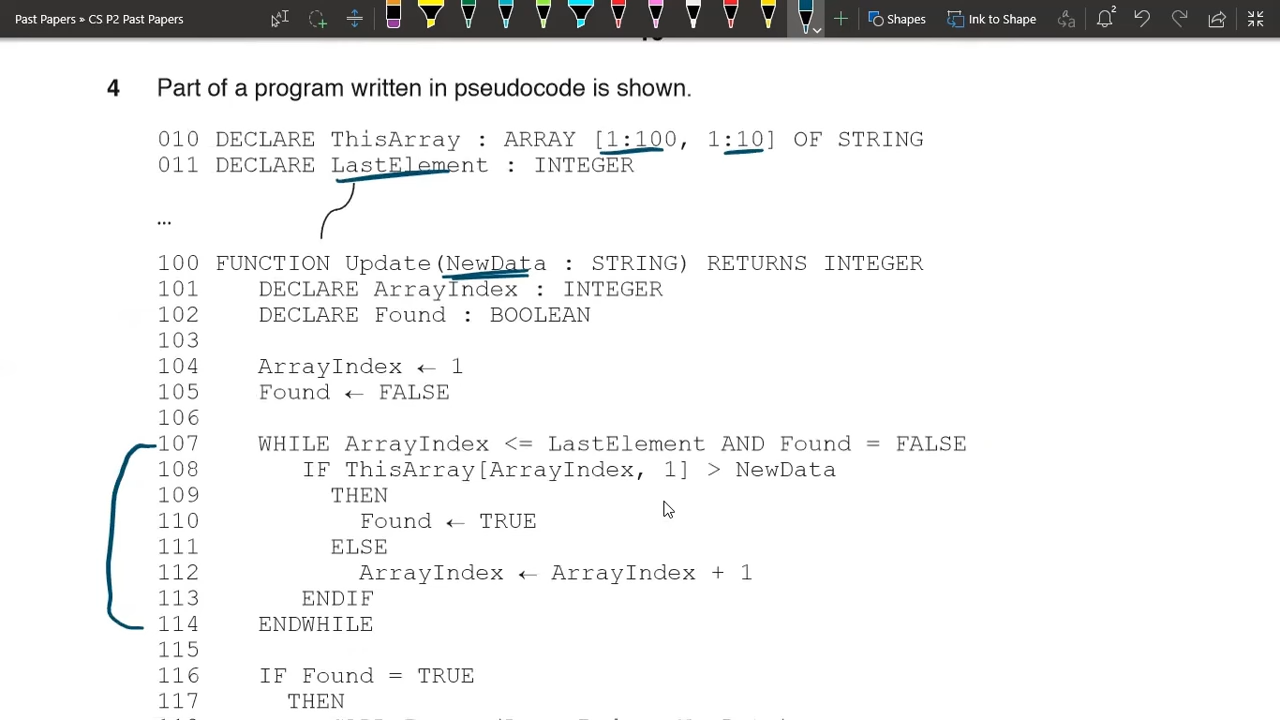 Past Papers » CS P2 Past Papers
Shapes
Ink to Shape
2
4 Part of a program written in pseudocode is shown.
010 DECLARE ThisArray : ARRAY [1:100, 1:10] OF STRING
011 DECLARE LastElement : INTEGER
...
100 FUNCTION Update(NewData : STRING) RETURNS INTEGER
101 DECLARE ArrayIndex : INTEGER
102 DECLARE Found : BOOLEAN
103
104 ArrayIndex ← 1
105 Found ← FALSE
106
107 WHILE ArrayIndex <= LastElement AND Found = FALSE
108 IF ThisArray[ArrayIndex, 1] > NewData
109 THEN
110 Found ← TRUE
111 ELSE
112 ArrayIndex ← ArrayIndex + 1
113 ENDIF
114 ENDWHILE
115
116 IF Found = TRUE
117 THEN